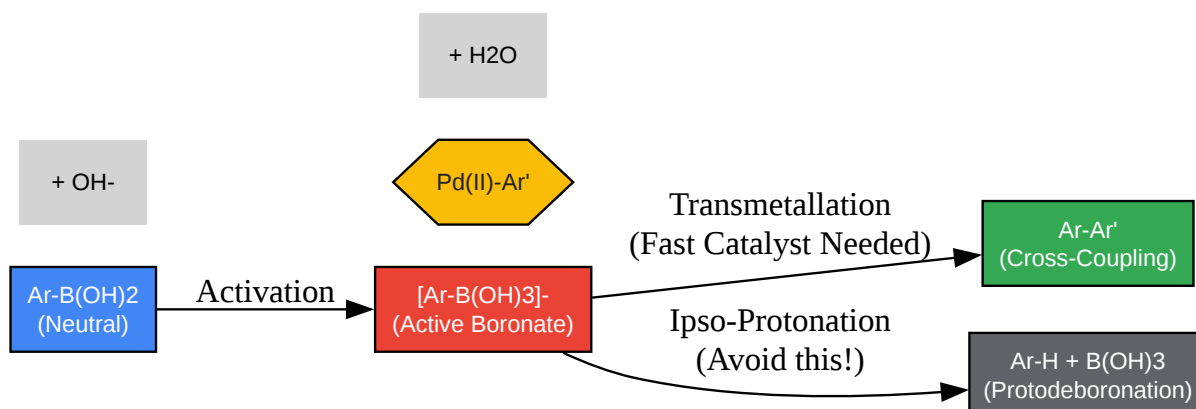 + H2O
+ OH-
Pd(II)-Ar'
Transmetallation
(Fast Catalyst Needed)
Ar-Ar'
(Cross-Coupling)
Ar-B(OH)2
(Neutral)
Activation
[Ar-B(OH)3]-
(Active Boronate)
Ipso-Protonation
(Avoid this!)
Ar-H + B(OH)3
(Protodeboronation)